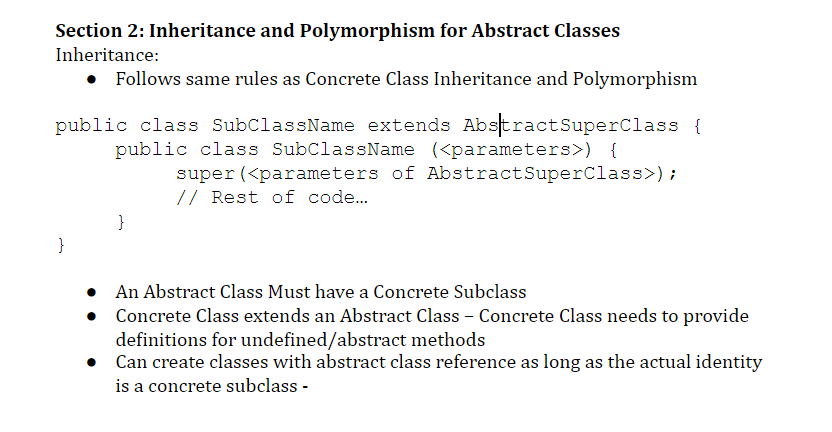 Section 2: Inheritance and Polymorphism for Abstract Classes
Inheritance:
● Follows same rules as Concrete Class Inheritance and Polymorphism
public class SubClassName extends AbstractSuperClass {
public class SubClassName (<parameters>) {
super(<parameters of AbstractSuperClass>);
// Rest of code…
}
}
● An Abstract Class Must have a Concrete Subclass
● Concrete Class extends an Abstract Class – Concrete Class needs to provide
definitions for undefined/abstract methods
● Can create classes with abstract class reference as long as the actual identity
is a concrete subclass -